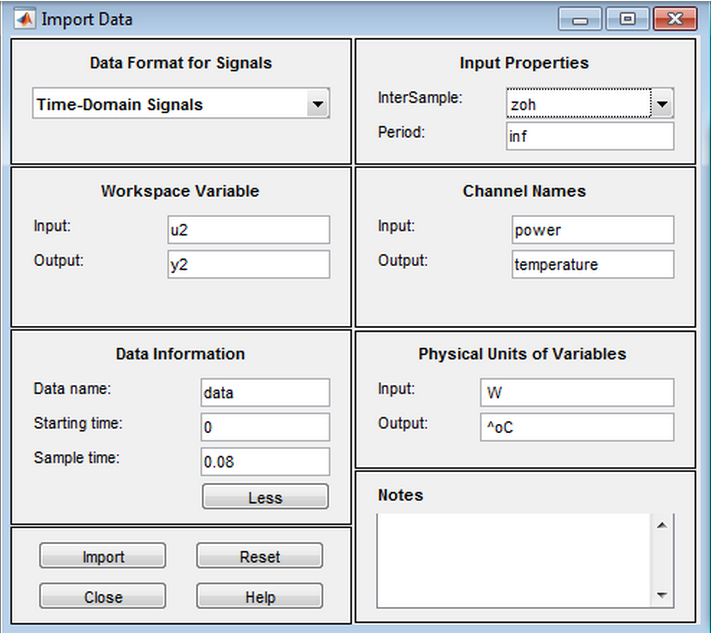 Import Data
Data Format for Signals
Time-Domain Signals
Input Properties
InterSample: zoh
Period: inf
Workspace Variable
Input: u2
Output: y2
Channel Names
Input: power
Output: temperature
Data Information
Data name: data
Starting time: 0
Sample time: 0.08
Less
Physical Units of Variables
Input: W
Output: ^oC
Notes
Import Reset
Close Help